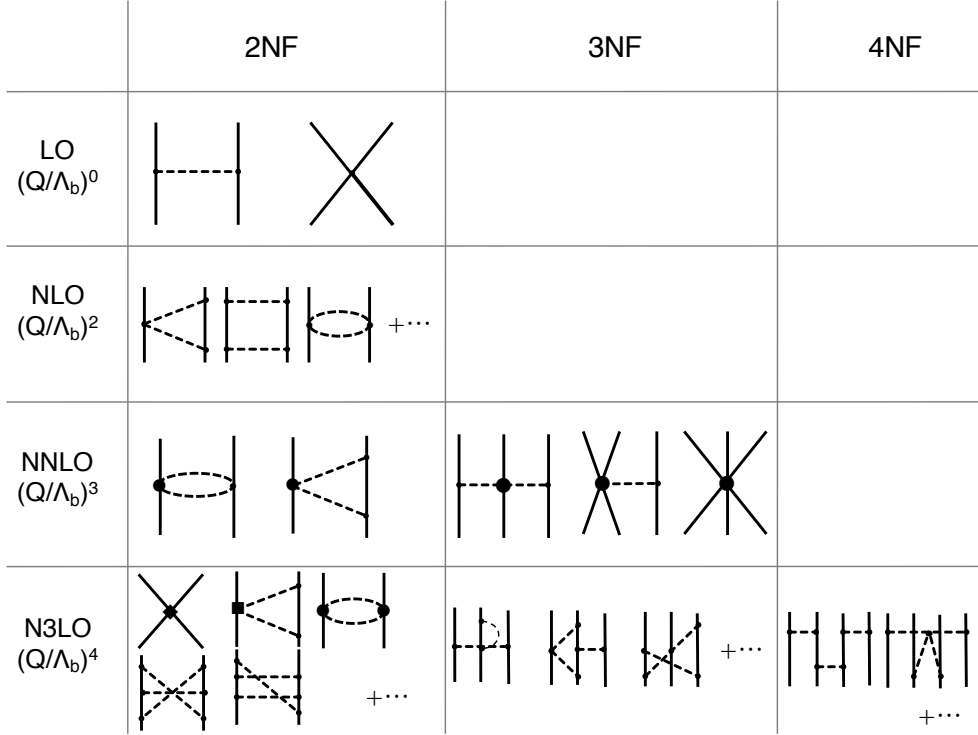 2NF 3NF 4NF
LO
(Q/Λb)⁰
NLO
(Q/Λb)²
+⋯
NNLO
(Q/Λb)³
N3LO
(Q/Λb)⁴
+⋯
+⋯
+⋯